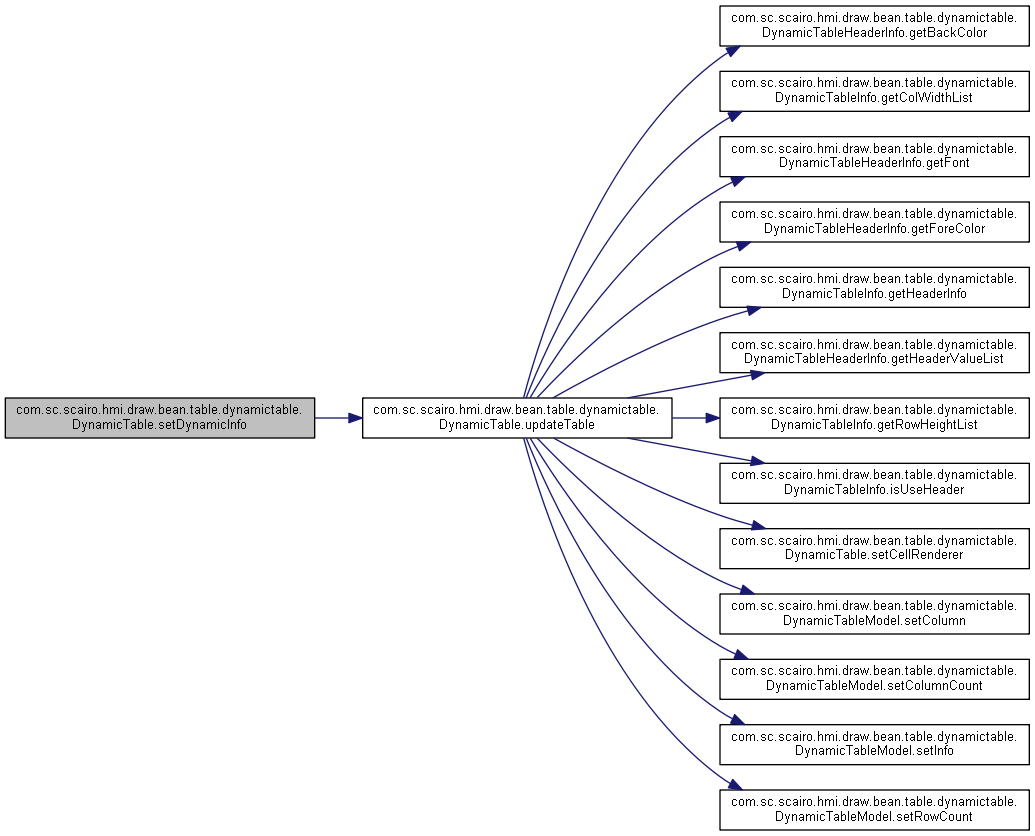 com.sc.scairo.hmi.draw.bean.table.dynamictable.
DynamicTable.setDynamicInfo
com.sc.scairo.hmi.draw.bean.table.dynamictable.
DynamicTable.updateTable
com.sc.scairo.hmi.draw.bean.table.dynamictable.
DynamicTableHeaderInfo.getBackColor
com.sc.scairo.hmi.draw.bean.table.dynamictable.
DynamicTableInfo.getColWidthList
com.sc.scairo.hmi.draw.bean.table.dynamictable.
DynamicTableHeaderInfo.getFont
com.sc.scairo.hmi.draw.bean.table.dynamictable.
DynamicTableHeaderInfo.getForeColor
com.sc.scairo.hmi.draw.bean.table.dynamictable.
DynamicTableInfo.getHeaderInfo
com.sc.scairo.hmi.draw.bean.table.dynamictable.
DynamicTableHeaderInfo.getHeaderValueList
com.sc.scairo.hmi.draw.bean.table.dynamictable.
DynamicTableInfo.getRowHeightList
com.sc.scairo.hmi.draw.bean.table.dynamictable.
DynamicTableInfo.isUseHeader
com.sc.scairo.hmi.draw.bean.table.dynamictable.
DynamicTable.setCellRenderer
com.sc.scairo.hmi.draw.bean.table.dynamictable.
DynamicTableModel.setColumn
com.sc.scairo.hmi.draw.bean.table.dynamictable.
DynamicTableModel.setColumnCount
com.sc.scairo.hmi.draw.bean.table.dynamictable.
DynamicTableModel.setInfo
com.sc.scairo.hmi.draw.bean.table.dynamictable.
DynamicTableModel.setRowCount